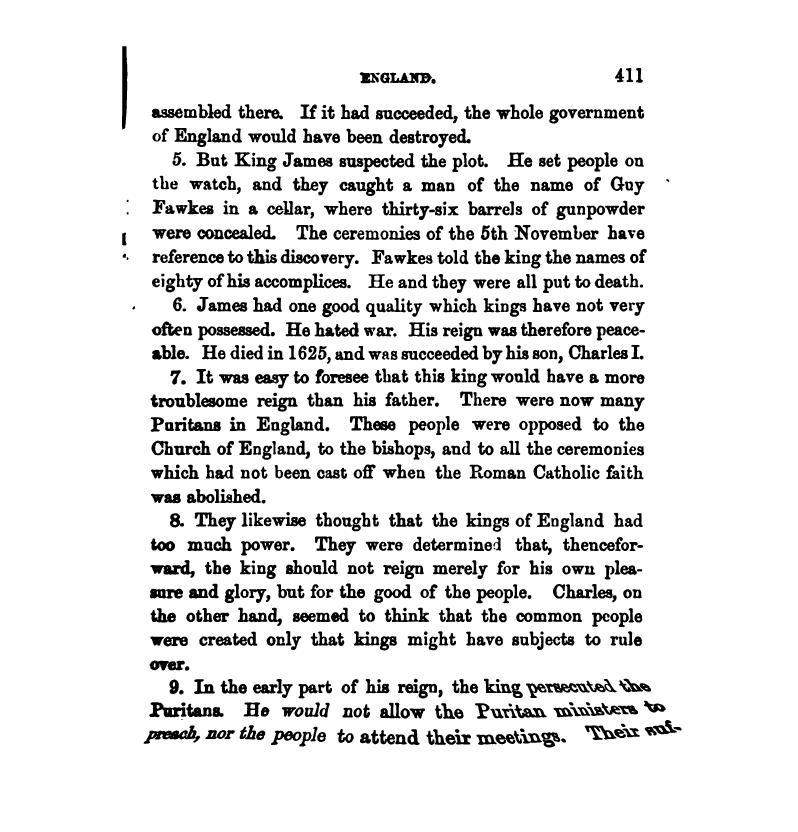 ENGLAND. 411
assembled there. If it had succeeded, the whole government
of England would have been destroyed.
5. But King James suspected the plot. He set people on
the watch, and they caught a man of the name of Guy
Fawkes in a cellar, where thirty-six barrels of gunpowder
were concealed. The ceremonies of the 5th November have
reference to this discovery. Fawkes told the king the names of
eighty of his accomplices. He and they were all put to death.
6. James had one good quality which kings have not very
often possessed. He hated war. His reign was therefore peace-
able. He died in 1625, and was succeeded by his son, Charles I.
7. It was easy to foresee that this king would have a more
troublesome reign than his father. There were now many
Puritans in England. These people were opposed to the
Church of England, to the bishops, and to all the ceremonies
which had not been cast off when the Roman Catholic faith
was abolished.
8. They likewise thought that the kings of England had
too much power. They were determined that, thencefor-
ward, the king should not reign merely for his own plea-
sure and glory, but for the good of the people. Charles, on
the other hand, seemed to think that the common people
were created only that kings might have subjects to rule
over.
9. In the early part of his reign, the king persecuted the
Puritans. He would not allow the Puritan ministers to
preach, nor the people to attend their meetings. Their suf-